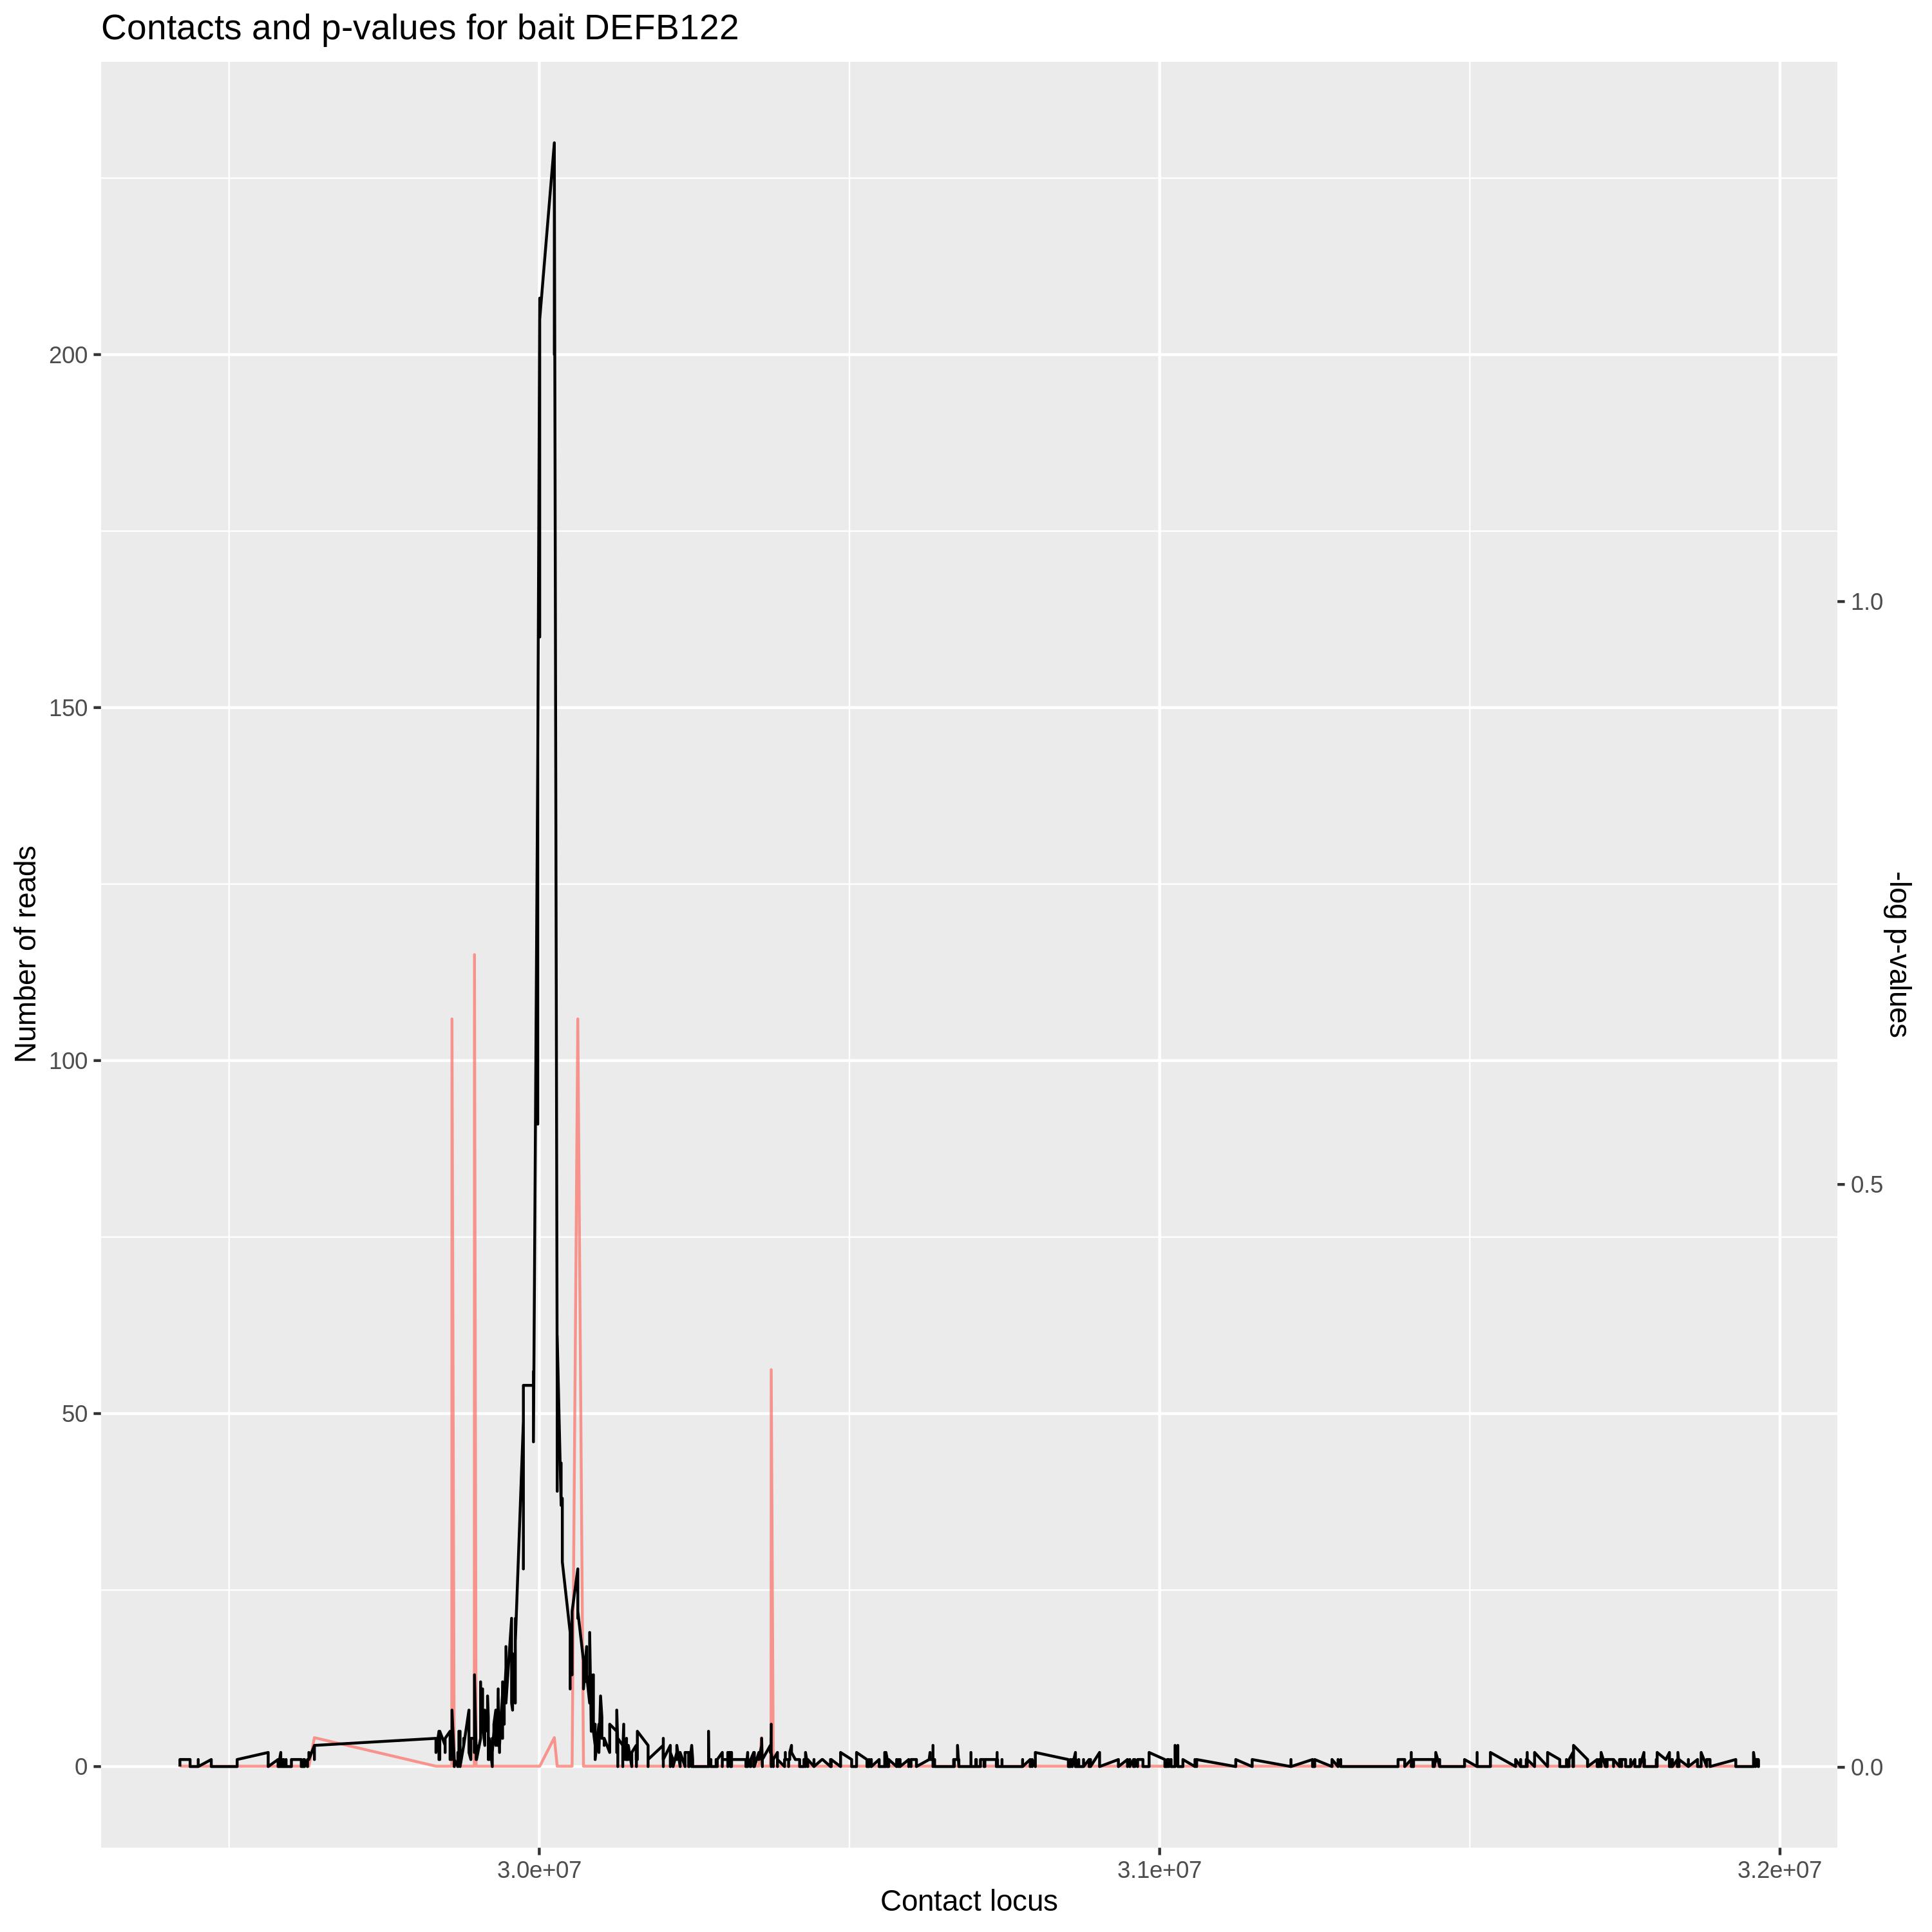 Contacts and p-values for bait DEFB122
Number of reads
200
150
100
50
0
1.0
0.5
0.0
-log p-values
3.0e+07
3.1e+07
3.2e+07
Contact locus